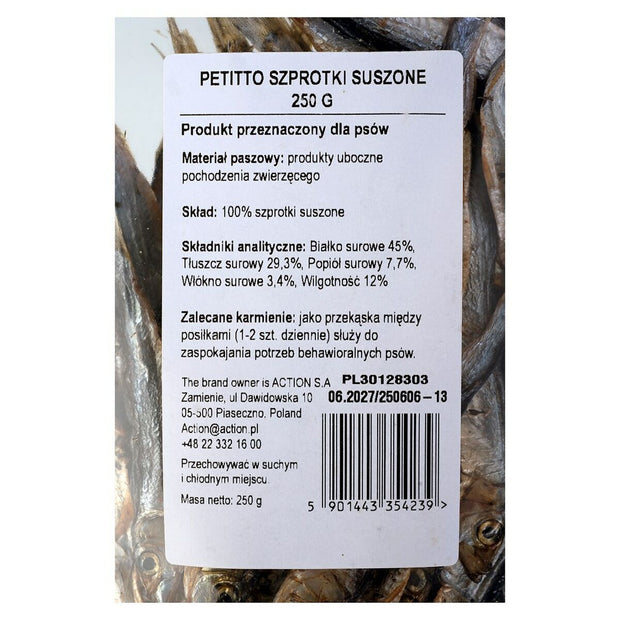 PETITTO SZPROTKI SUSZONE
250 G
Produkt przeznaczony dla psów
Materiał paszowy: produkty uboczne
pochodzenia zwierzęcego
Skład: 100% szprotki suszone
Składniki analityczne: Białko surowe 45%,
Tłuszcz surowy 29,3%, Popiół surowy 7,7%,
Włókno surowe 3,4%, Wilgotność 12%
Zalecane karmienie: jako przekąska między
posiłkami (1-2 szt. dziennie) służy do
zaspokajania potrzeb behawioralnych psów.
The brand owner is ACTION S.A
Zamienie, ul Dawidowska 10
05-500 Piaseczno, Poland
Action@action.pl
+48 22 332 16 00
PL30128303
06.2027/250606-13
Przechowywać w suchym
i chłodnym miejscu.
Masa netto: 250 g
5 901443 354239 >